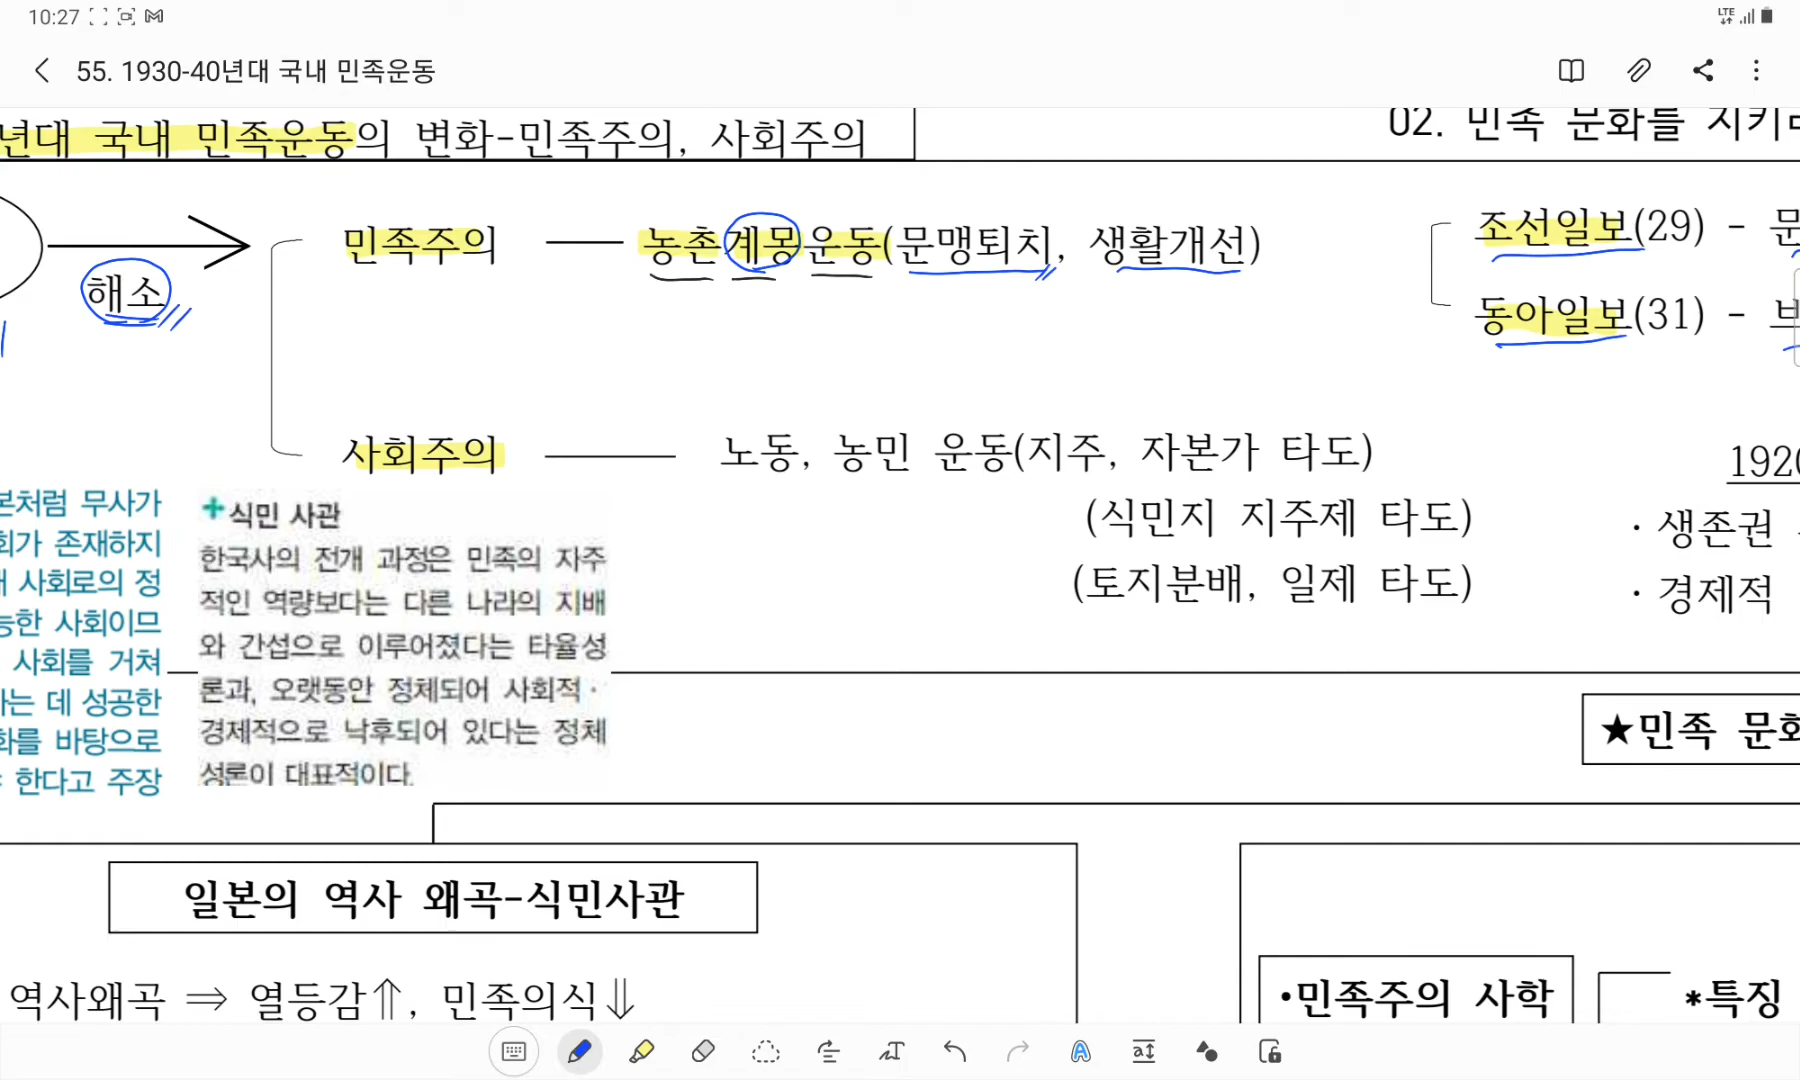 10:27
LTE
55. 1930-40년대 국내 민족운동
년대 국내 민족운동의 변화-민족주의, 사회주의
02. 민족 문화를 지키
해소
민족주의
농촌계몽운동(문맹퇴치, 생활개선)
조선일보(29) - 문
동아일보(31) - 브
사회주의
노동, 농민 운동(지주, 자본가 타도)
(식민지 지주제 타도)
(토지분배, 일제 타도)
192
· 생존권
· 경제적
본처럼 무사가
회가 존재하지
사회로의 정
능한 사회이므
사회를 거쳐
하는 데 성공한
화를 바탕으로
한다고 주장
+식민 사관
한국사의 전개 과정은 민족의 자주
적인 역량보다는 다른 나라의 지배
와 간섭으로 이루어졌다는 타율성
론과, 오랫동안 정체되어 사회적·
경제적으로 낙후되어 있다는 정체
성론이 대표적이다.
★민족 문화
일본의 역사 왜곡-식민사관
역사왜곡 ⇒ 열등감⇑, 민족의식⇓
•민족주의 사학
*특징